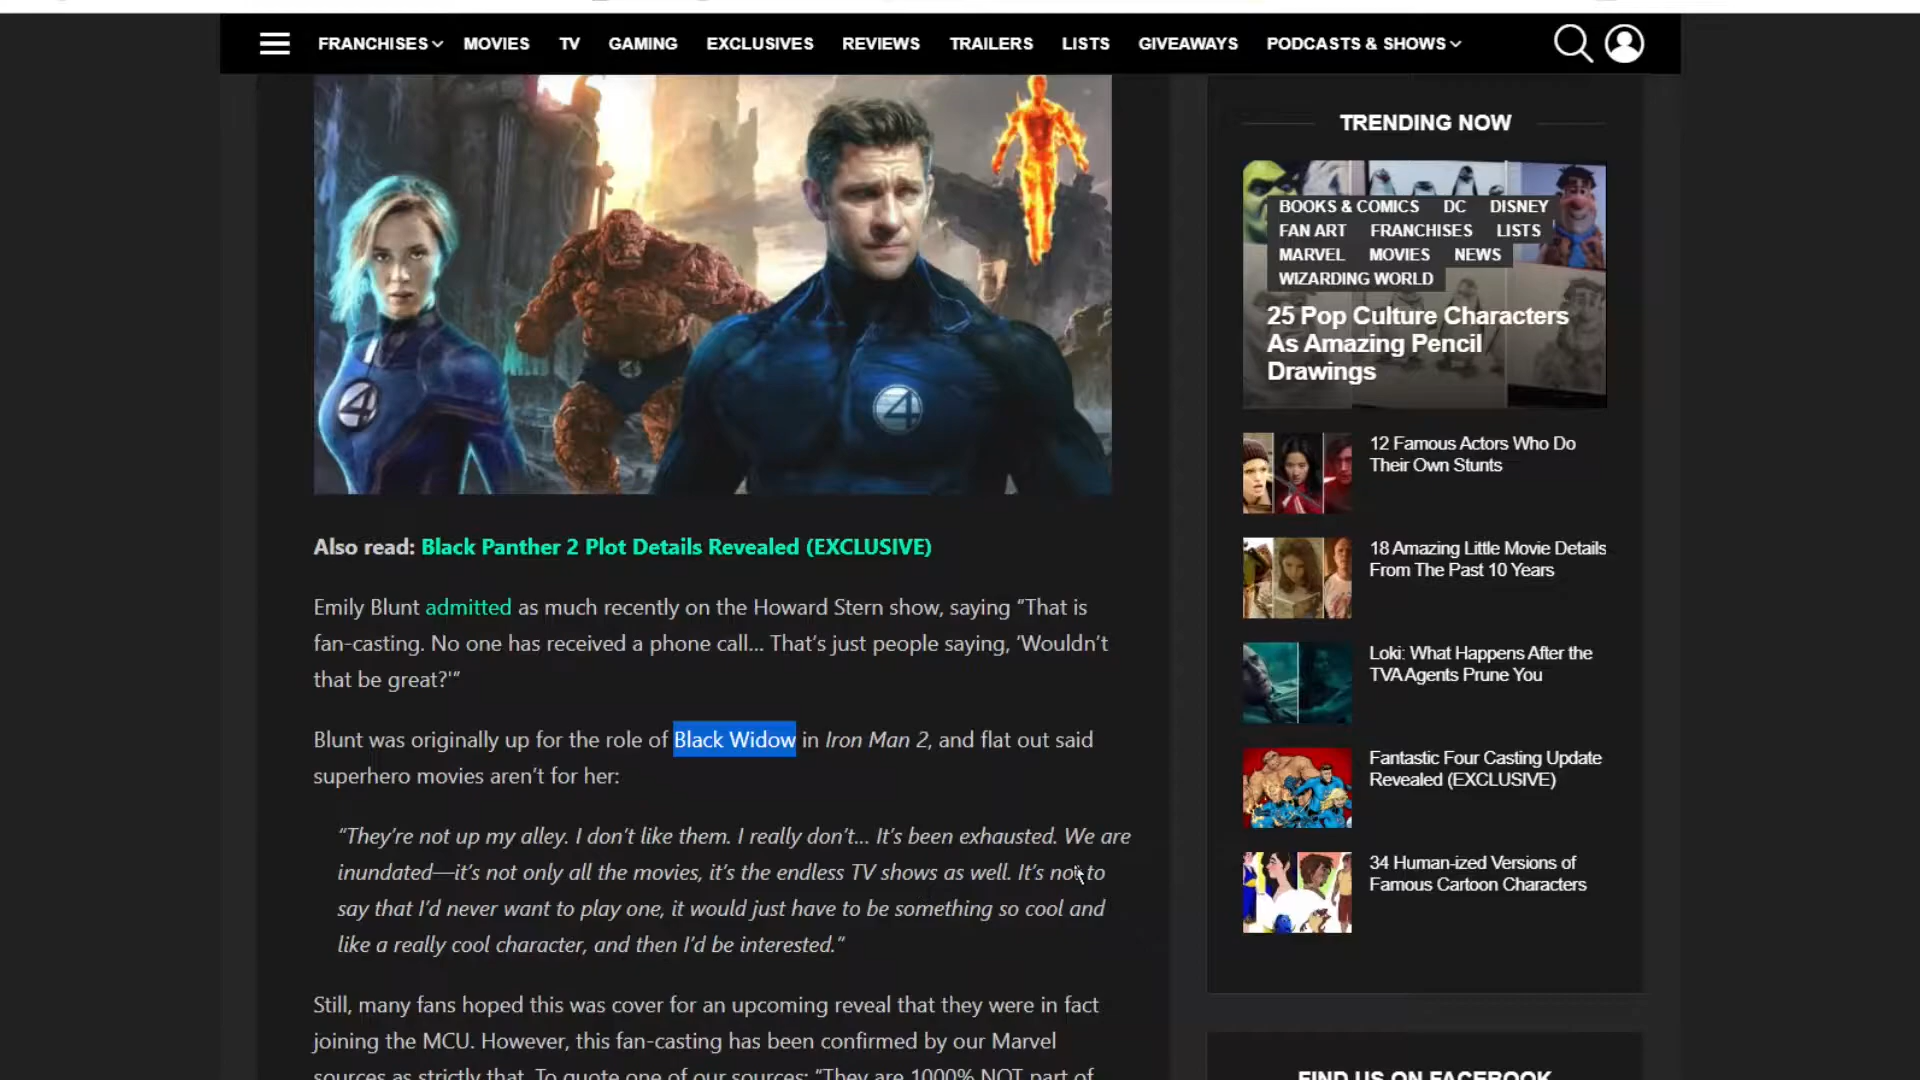 FRANCHISES MOVIES TV GAMING EXCLUSIVES REVIEWS TRAILERS LISTS GIVEAWAYS PODCASTS & SHOWS
4
4
Also read: Black Panther 2 Plot Details Revealed (EXCLUSIVE)
Emily Blunt admitted as much recently on the Howard Stern show, saying “That is
fan-casting. No one has received a phone call... That’s just people saying, ‘Wouldn’t
that be great?'”
Blunt was originally up for the role of Black Widow in Iron Man 2, and flat out said
superhero movies aren’t for her:
“They’re not up my alley. I don’t like them. I really don’t... It’s been exhausted. We are
inundated—it’s not only all the movies, it’s the endless TV shows as well. It’s not to
say that I’d never want to play one, it would just have to be something so cool and
like a really cool character, and then I’d be interested.”
Still, many fans hoped this was cover for an upcoming reveal that they were in fact
joining the MCU. However, this fan-casting has been confirmed by our Marvel
sources as strictly that. To quote one of our sources: “They are 1000% NOT part of
TRENDING NOW
BOOKS & COMICS DC DISNEY
FAN ART FRANCHISES LISTS
MARVEL MOVIES NEWS
WIZARDING WORLD
25 Pop Culture Characters
As Amazing Pencil
Drawings
12 Famous Actors Who Do
Their Own Stunts
18 Amazing Little Movie Details
From The Past 10 Years
Loki: What Happens After the
TVA Agents Prune You
Fantastic Four Casting Update
Revealed (EXCLUSIVE)
34 Human-ized Versions of
Famous Cartoon Characters
FIND US ON FACEBOOK